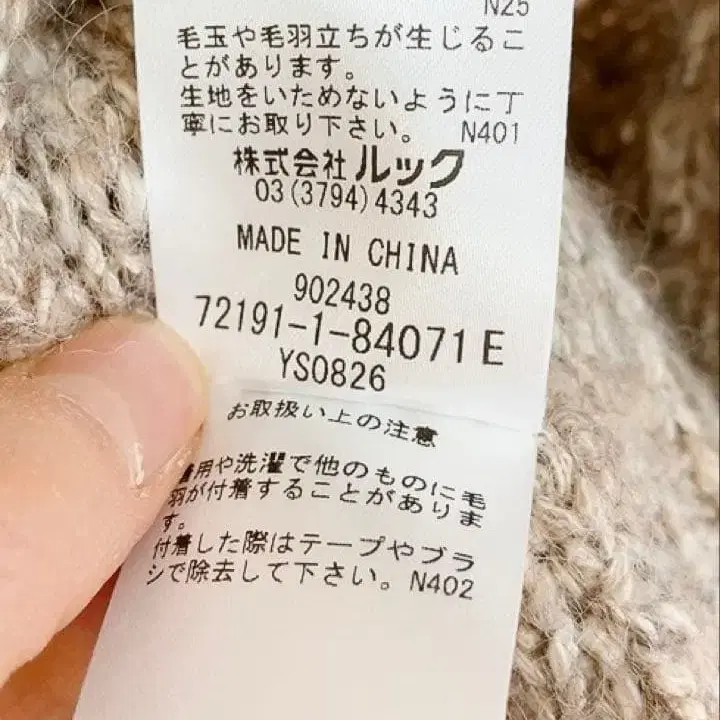 N25
毛玉や毛羽立ちが生じるこ
とがあります。
生地をいためないように丁
寧にお取り下さい。 N401
株式会社ルック
03(3794)4343
MADE IN CHINA
902438
72191-1-84071E
YS0826
お取扱い上の注意
着用や洗濯で他のものに毛
羽が付着することがありま
す。
付着した際はテープやブラ
シで除去して下さい。N402